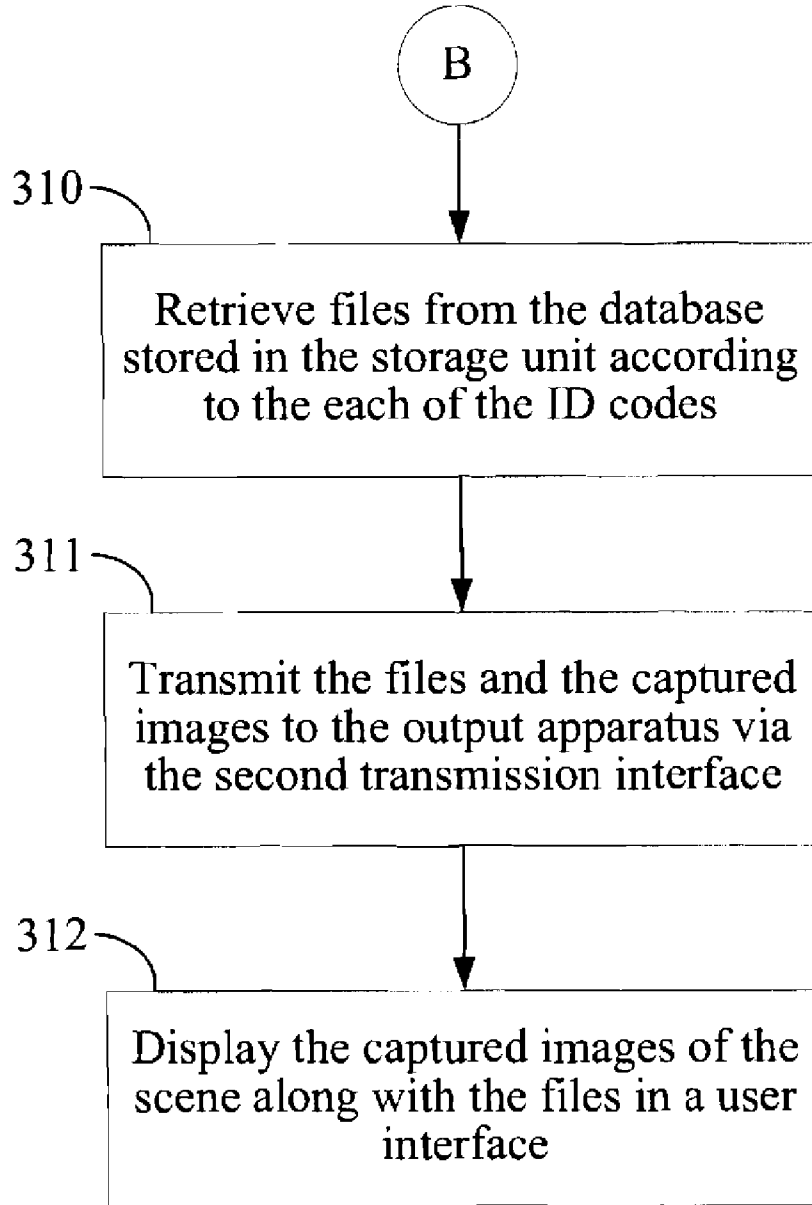 B
310
Retrieve files from the database
stored in the storage unit according
to the each of the ID codes
311
Transmit the files and the captured
images to the output apparatus via
the second transmission interface
312
Display the captured images of the
scene along with the files in a user
interface